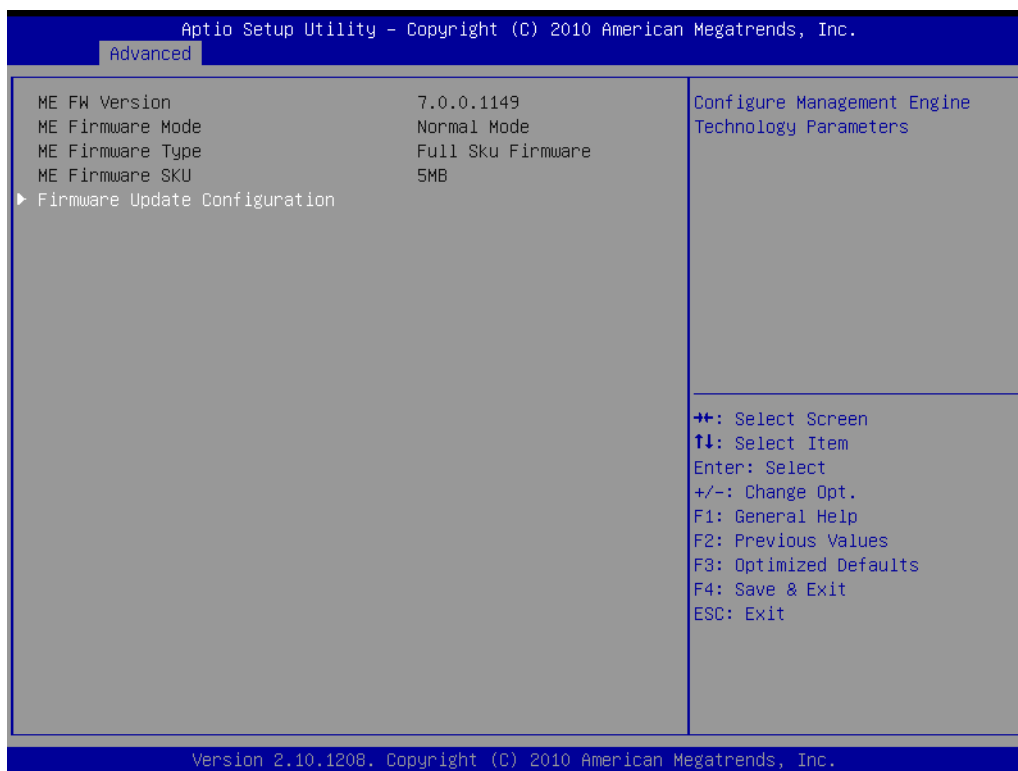 Aptio Setup Utility – Copyright (C) 2010 American Megatrends, Inc.
Advanced
ME FW Version 7.0.0.1149
ME Firmware Mode Normal Mode
ME Firmware Type Full Sku Firmware
ME Firmware SKU 5MB
▶ Firmware Update Configuration
Configure Management Engine
Technology Parameters
→←: Select Screen
↑↓: Select Item
Enter: Select
+/-: Change Opt.
F1: General Help
F2: Previous Values
F3: Optimized Defaults
F4: Save & Exit
ESC: Exit
Version 2.10.1208. Copyright (C) 2010 American Megatrends, Inc.